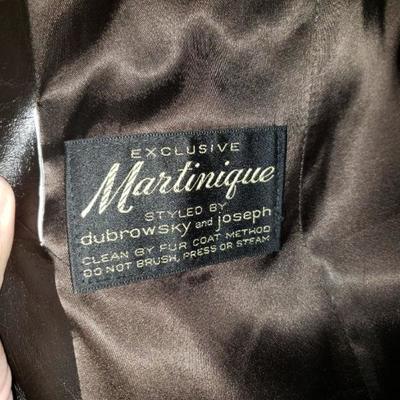 EXCLUSIVE
Martinique
STYLED BY
dubrowsky and joseph
CLEAN BY FUR COAT METHOD
DO NOT BRUSH, PRESS OR STEAM